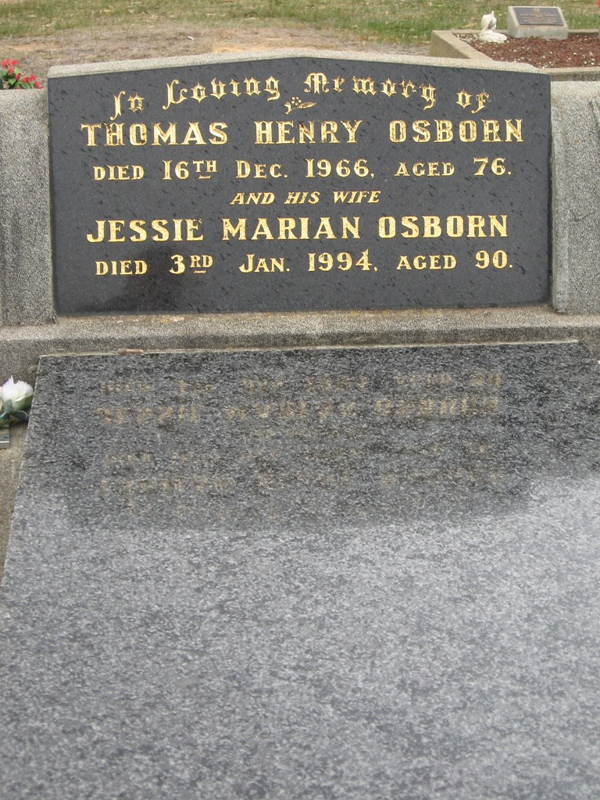 In Loving Memory of
THOMAS HENRY OSBORN
DIED 16TH DEC. 1966, AGED 76.
AND HIS WIFE
JESSIE MARIAN OSBORN
DIED 3RD JAN. 1994, AGED 90.